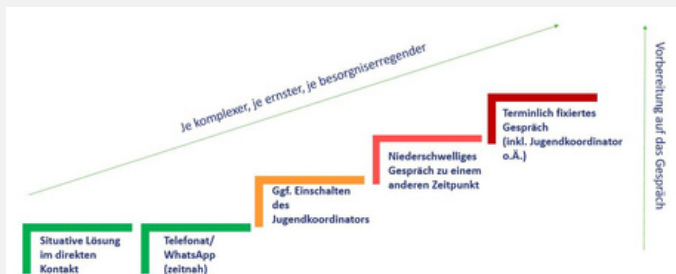 Je komplexer, je ernster, je besorgniserregender
Vorbereitung auf das Gespräch
Situative Lösung
im direkten
Kontakt
Telefonat/
WhatsApp
(zeitnah)
Ggf. Einschalten
des
Jugendkoordinators
Niederschwelliges
Gespräch zu einem
anderen Zeitpunkt
Terminlich fixiertes
Gespräch
(inkl. Jugendkoordinator
o.Ä.)